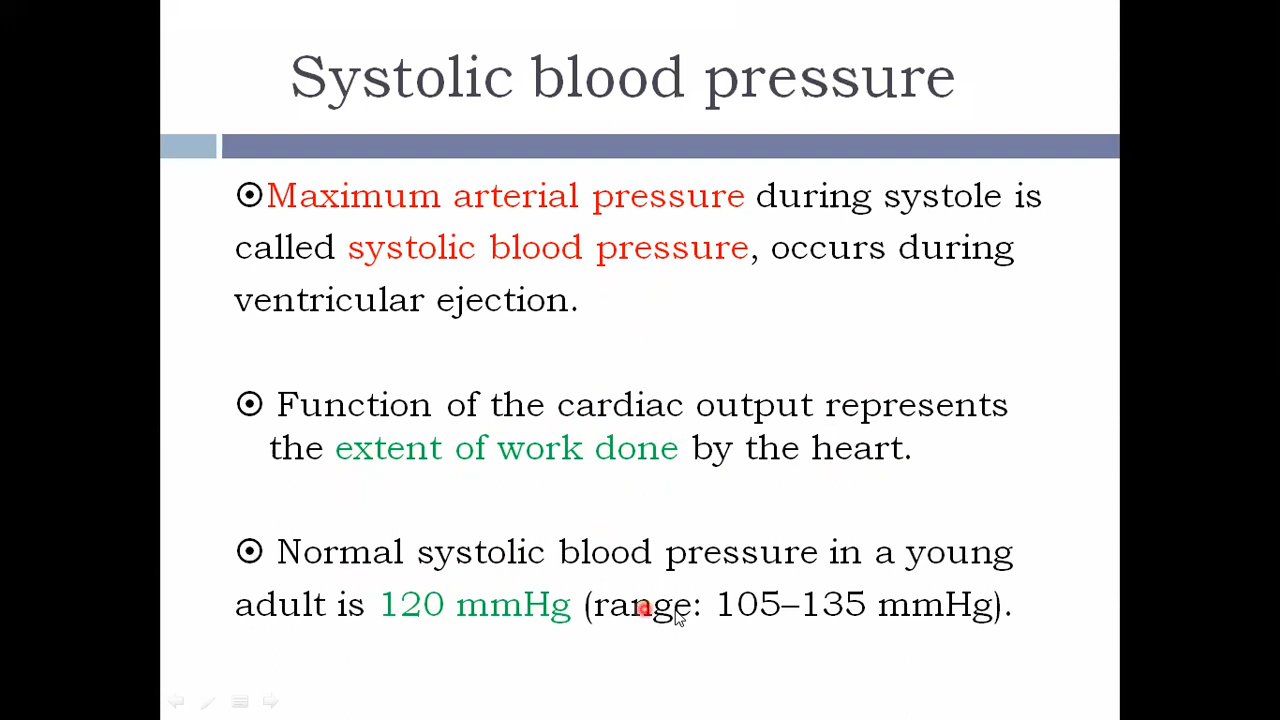 Systolic blood pressure
⦿Maximum arterial pressure during systole is
called systolic blood pressure, occurs during
ventricular ejection.
⦿ Function of the cardiac output represents
the extent of work done by the heart.
⦿ Normal systolic blood pressure in a young
adult is 120 mmHg (range: 105–135 mmHg).